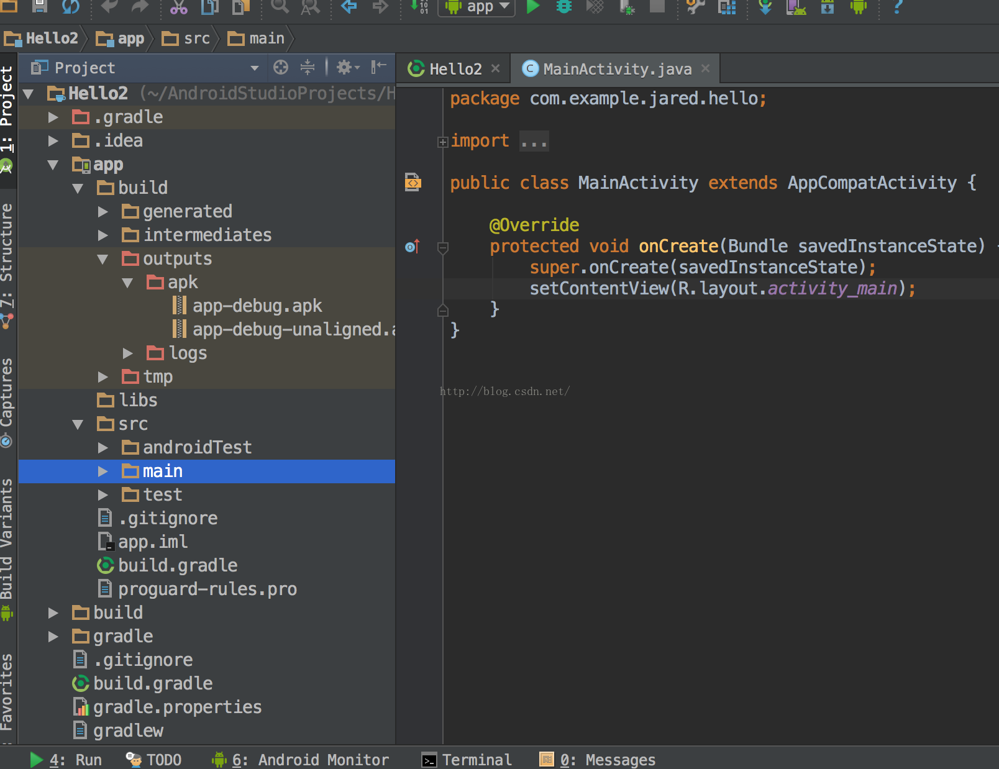 app
Hello2 app src main
Project
Hello2 MainActivity.java
1: Project
7: Structure
Captures
Build Variants
Favorites
Hello2 (~/AndroidStudioProjects/H
.gradle
.idea
app
build
generated
intermediates
outputs
apk
app-debug.apk
app-debug-unaligned.a
logs
tmp
libs
src
androidTest
main
test
.gitignore
app.iml
build.gradle
proguard-rules.pro
build
gradle
.gitignore
build.gradle
gradle.properties
gradlew
package com.example.jared.hello;
import ...
public class MainActivity extends AppCompatActivity {
@Override
protected void onCreate(Bundle savedInstanceState) {
super.onCreate(savedInstanceState);
setContentView(R.layout.activity_main);
}
}
http://blog.csdn.net/
4: Run TODO 6: Android Monitor Terminal 0: Messages